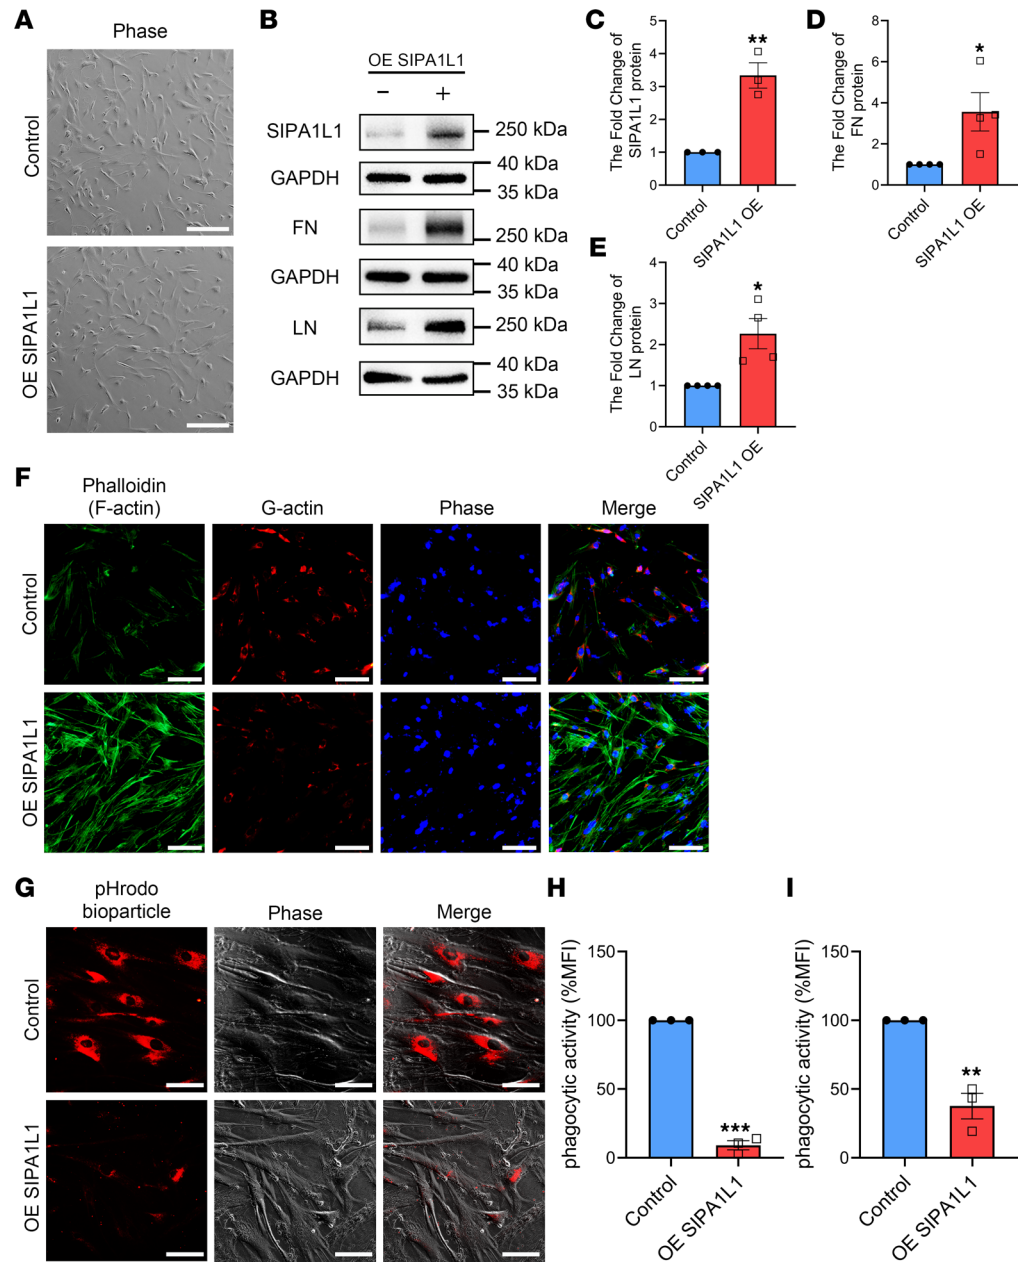 A
Phase
Control
OE SIPA1L1
B
OE SIPA1L1
− +
SIPA1L1
250 kDa
GAPDH
40 kDa
35 kDa
FN
250 kDa
GAPDH
40 kDa
35 kDa
LN
250 kDa
GAPDH
40 kDa
35 kDa
C
The Fold Change of
SIPA1L1 protein
5
4
3
2
1
0
**
Control
SIPA1L1 OE
D
The Fold Change of
FN protein
8
6
4
2
0
*
Control
SIPA1L1 OE
E
The Fold Change of
LN protein
4
3
2
1
0
*
Control
SIPA1L1 OE
F
Phalloidin
(F-actin)
G-actin
Phase
Merge
Control
OE SIPA1L1
G
pHrodo
bioparticle
Phase
Merge
Control
OE SIPA1L1
H
phagocytic activity (%MFI)
150
100
50
0
***
Control
OE SIPA1L1
I
phagocytic activity (%MFI)
150
100
50
0
**
Control
OE SIPA1L1